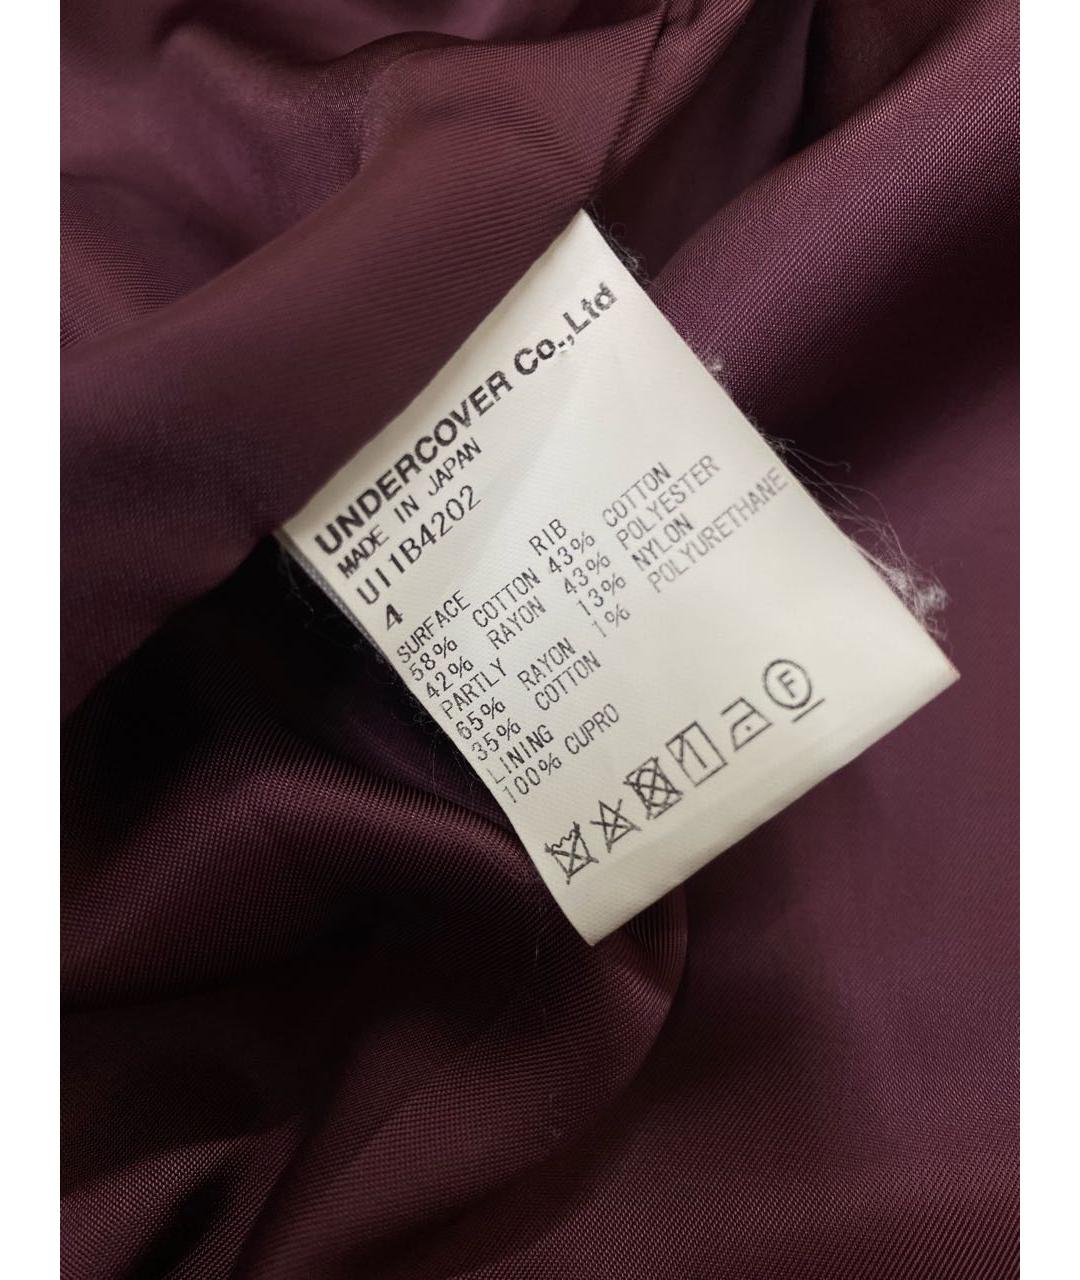 UNDERCOVER Co.,Ltd
MADE IN JAPAN
UI1B4202
4
SURFACE RIB
58% COTTON 43% COTTON
42% RAYON 43% POLYESTER
PARTLY 13% NYLON
65% RAYON 1% POLYURETHANE
35% COTTON
LINING
100% CUPRO
F